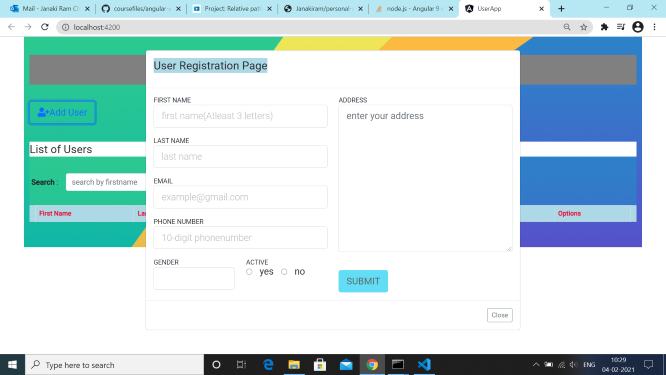 Mail - Janaki Ram C
coursefiles/angular-
Project: Relative pat
Janakiram/personal-
node.js - Angular 9
UserApp
localhost:4200
User Registration Page
Add User
List of Users
Search :
search by firstname
First Name
La
Options
FIRST NAME
first name(Atleast 3 letters)
LAST NAME
last name
EMAIL
example@gmail.com
PHONE NUMBER
10-digit phonenumber
GENDER
ACTIVE
yes
no
ADDRESS
enter your address
SUBMIT
Close
Type here to search
ENG
10:29
04-02-2021